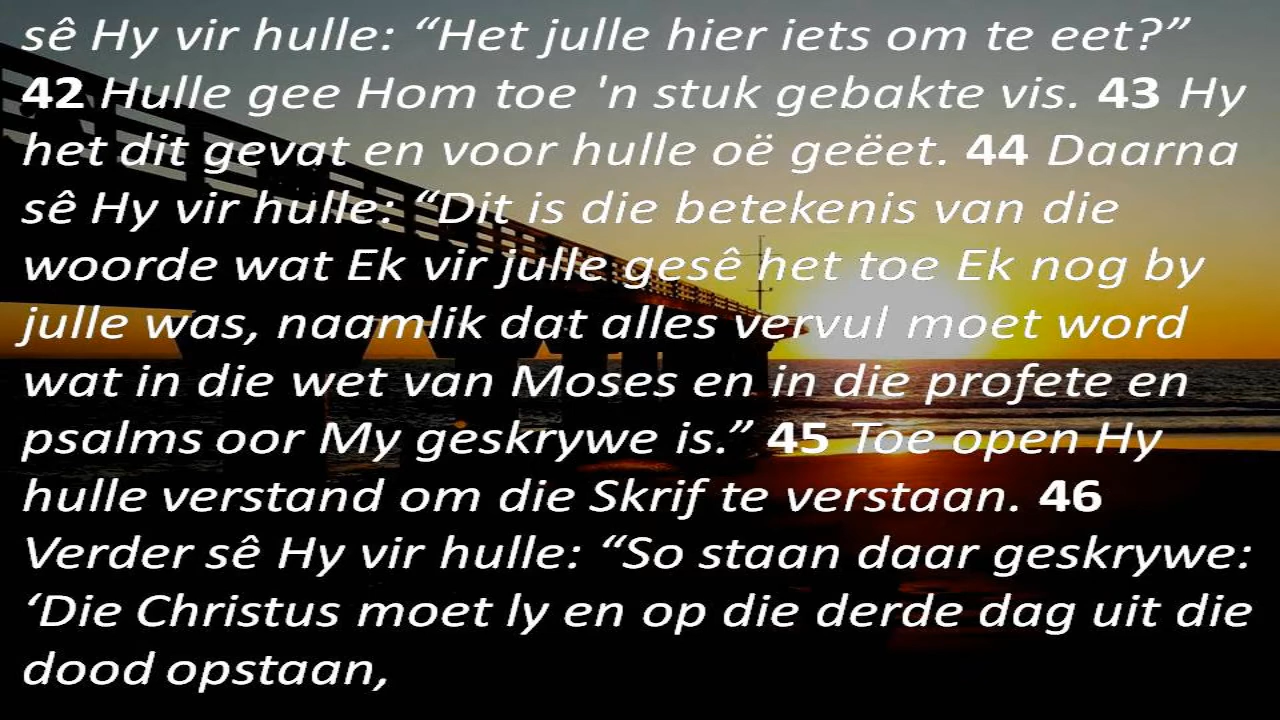 sê Hy vir hulle: “Het julle hier iets om te eet?”
42 Hulle gee Hom toe 'n stuk gebakte vis. 43 Hy
het dit gevat en voor hulle oë geëet. 44 Daarna
sê Hy vir hulle: “Dit is die betekenis van die
woorde wat Ek vir julle gesê het toe Ek nog by
julle was, naamlik dat alles vervul moet word
wat in die wet van Moses en in die profete en
psalms oor My geskrywe is.” 45 Toe open Hy
hulle verstand om die Skrif te verstaan. 46
Verder sê Hy vir hulle: “So staan daar geskrywe:
‘Die Christus moet ly en op die derde dag uit die
dood opstaan,